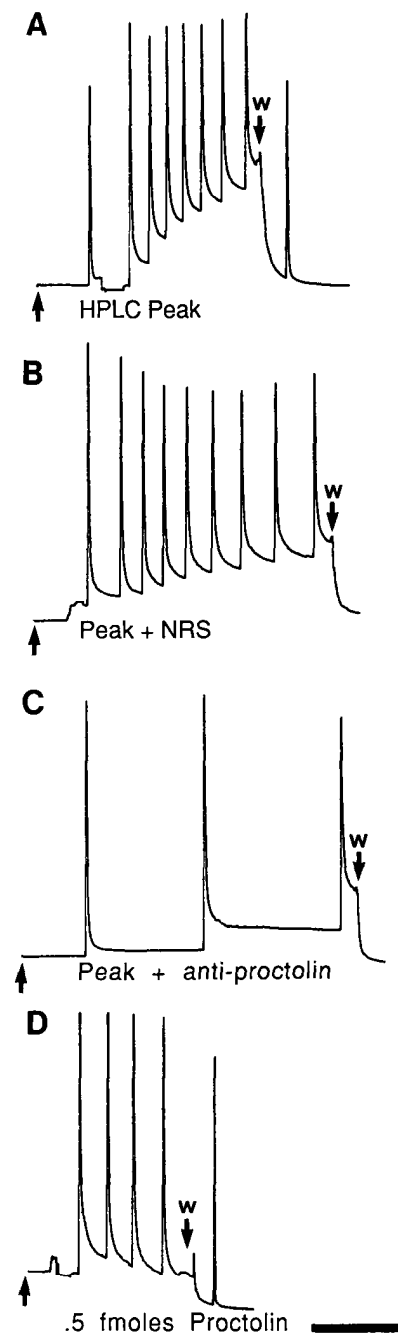 A
w
HPLC Peak
B
w
Peak + NRS
C
w
Peak + anti-proctolin
D
w
.5 fmoles Proctolin